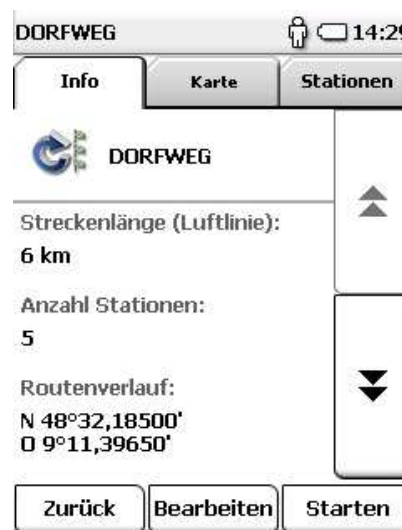 DORFWEG 14:29
Info Karte Stationen
DORFWEG
Streckenlänge (Luftlinie):
6 km
Anzahl Stationen:
5
Routenverlauf:
N 48°32,18500'
O 9°11,39650'
Zurück Bearbeiten Starten